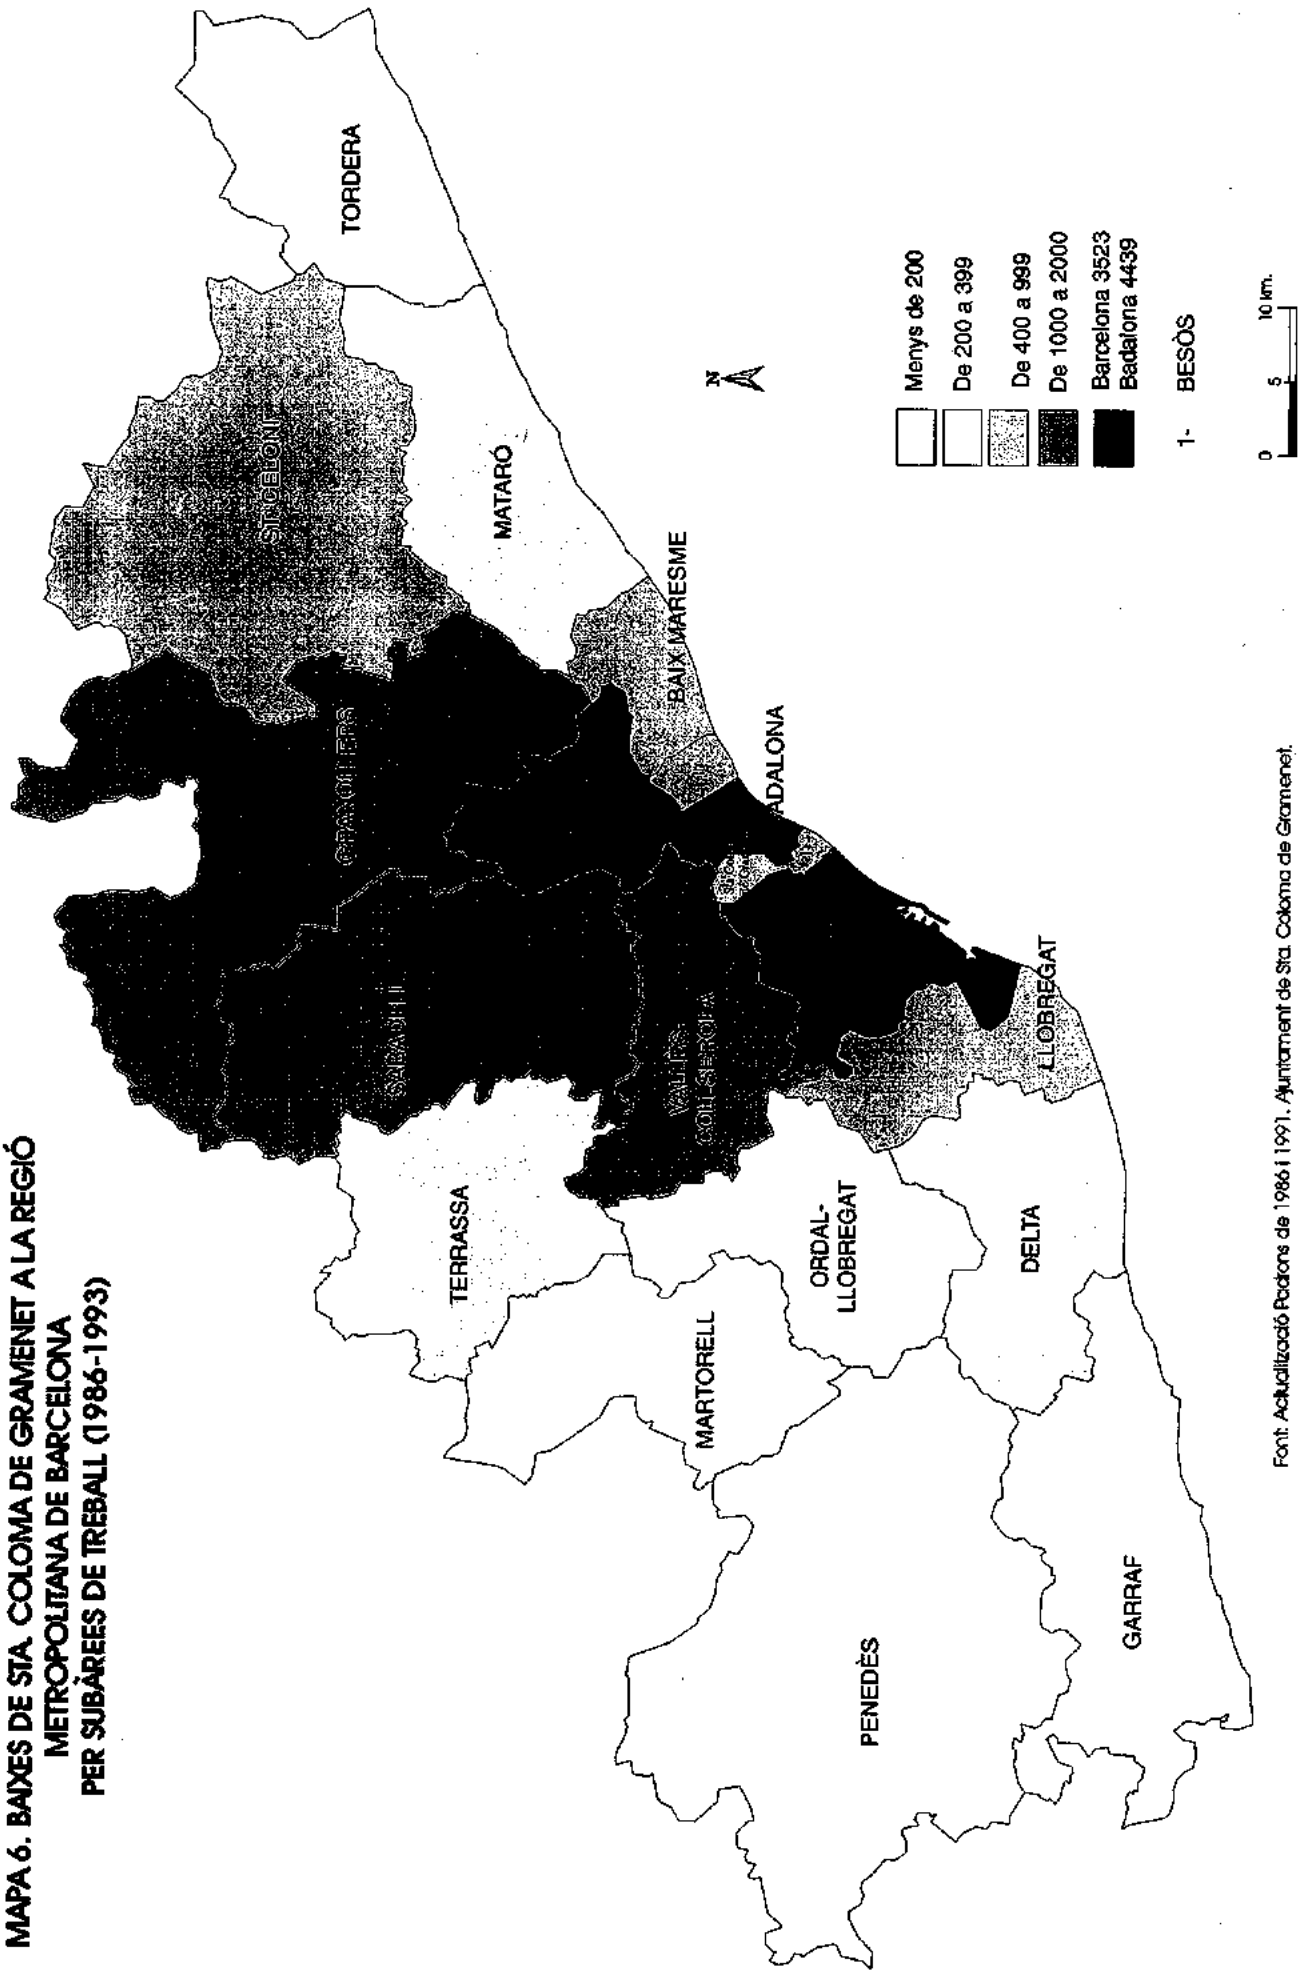 MAPA 6. BAIXES DE STA. COLOMA DE GRAMENET A LA REGIÓ
METROPOLITANA DE BARCELONA
PER SUBÀREES DE TREBALL (1986-1993)
TORDERA
ST. CELONI
MATARÓ
BAIX MARESME
GRANOLLERS
ADALONA
SABADELL
VALLÈS-
COLLSEROLA
LLOBREGAT
TERRASSA
ORDAL-
LLOBREGAT
DELTA
MARTORELL
PENEDÈS
GARRAF
N
Menys de 200
De 200 a 399
De 400 a 999
De 1000 a 2000
Barcelona 3523
Badalona 4439
1- BESÒS
0 5 10 km.
Font: Actualització Padrons de 1986 i 1991. Ajuntament de Sta. Coloma de Gramenet.